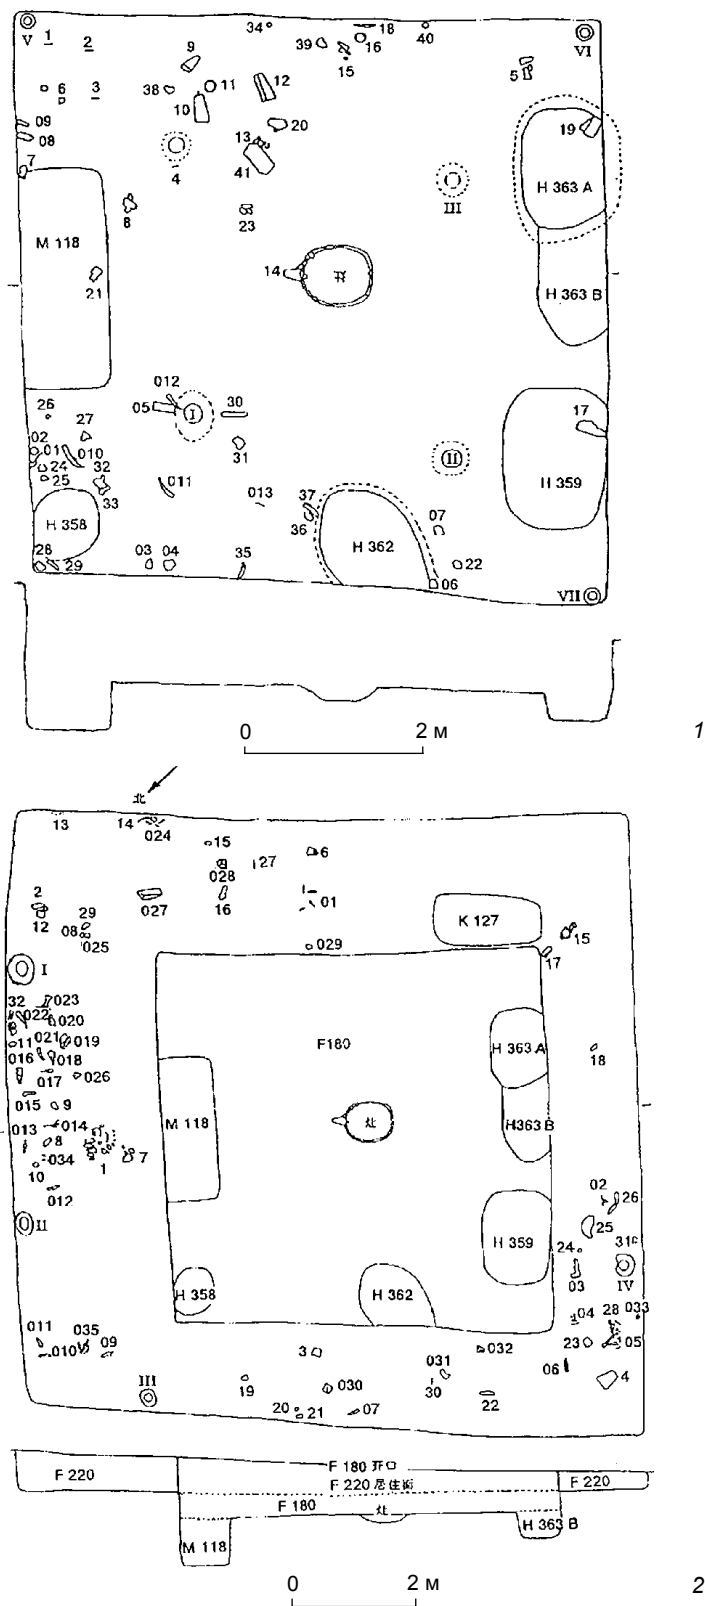 34 18 40
V 1 2 9 39 16 VI
15
5
6 3 38 11 12
10
09 20 19
08 13
7 4 41 III H 363 A
8 23
M 118
14 灶
21 H 363 B
012
26 05 I 30 17
27
02 01 010 31 II
24 32
25 011 H 359
33 013 37
H 358 36 07
H 362
28 29 03 04 35 22
06
VII
0 2 м 1
北
13 14 024
15 6
028 27
2 027 16 01
29 K 127
12 08 025 029 15
17
I
32 023
022 020 F180
021 019 H 363 A
11 018 18
016
017 026
015 9
M 118 灶 H363 B
013 014
8
034 7
10 1
012 02 26
II 25
H 359 24 31
03 IV
H 358 H 362
04 28 033
011 035
010 09 3 032 23 05
031 06
III 4
19 030 30
20 21 07 22
F 180 开口
F 220 F 220 居住面 F 220
F 180 灶
H 363 B
M 118
0 2 м 2